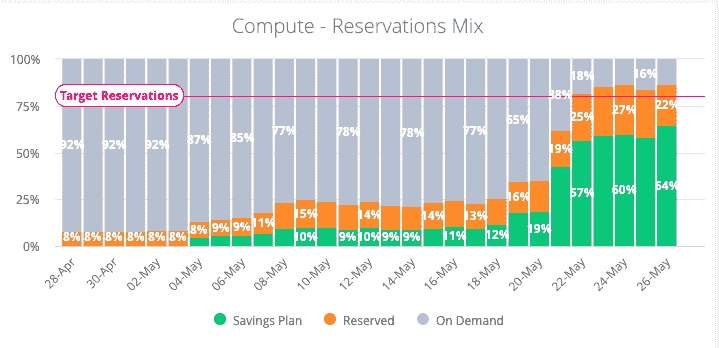 Compute - Reservations Mix
100%
75%
50%
25%
0%
Target Reservations
92% 92% 92% 87% 85% 77% 78% 78% 77% 65% 38% 18% 16%
8% 8% 8% 8% 8% 8% 8% 9% 9% 11% 15% 14% 14% 13% 16% 19% 25% 27% 22%
10% 9% 10% 9% 9% 11% 12% 19% 57% 60% 64%
28-Apr 30-Apr 02-May 04-May 06-May 08-May 10-May 12-May 14-May 16-May 18-May 20-May 22-May 24-May 26-May
Savings Plan Reserved On Demand